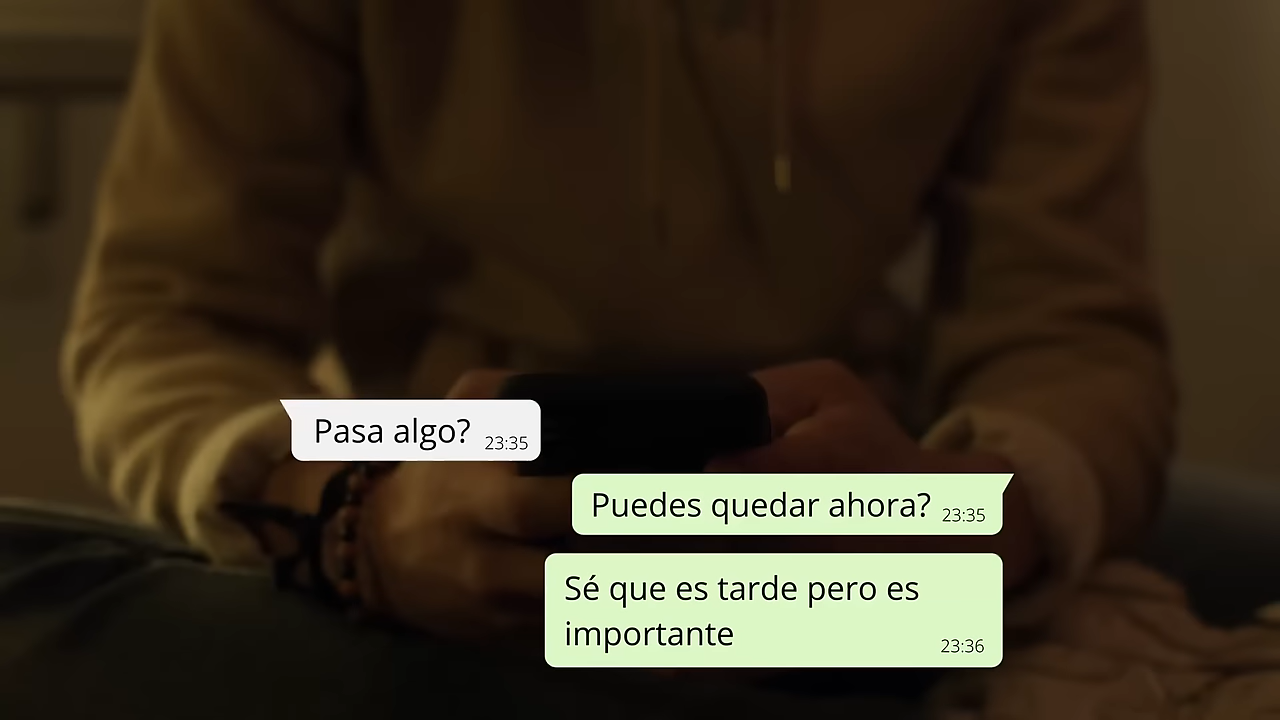 Pasa algo? 23:35
Puedes quedar ahora? 23:35
Sé que es tarde pero es
importante 23:36